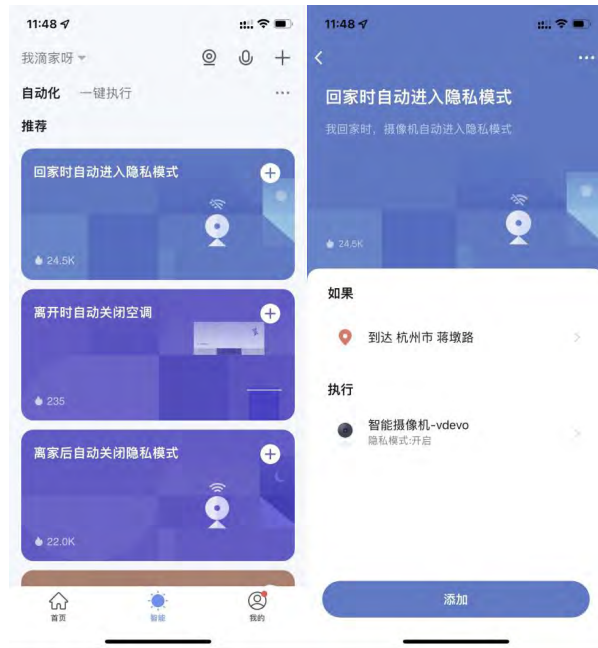 11:48
我滴家呀
自动化 一键执行
推荐
回家时自动进入隐私模式
24.5K
离开时自动关闭空调
235
离家后自动关闭隐私模式
22.0K
首页 智能 我的
11:48
回家时自动进入隐私模式
我回家时，摄像机自动进入隐私模式
24.5K
如果
到达 杭州市 蒋墩路
执行
智能摄像机-vdevo
隐私模式:开启
添加